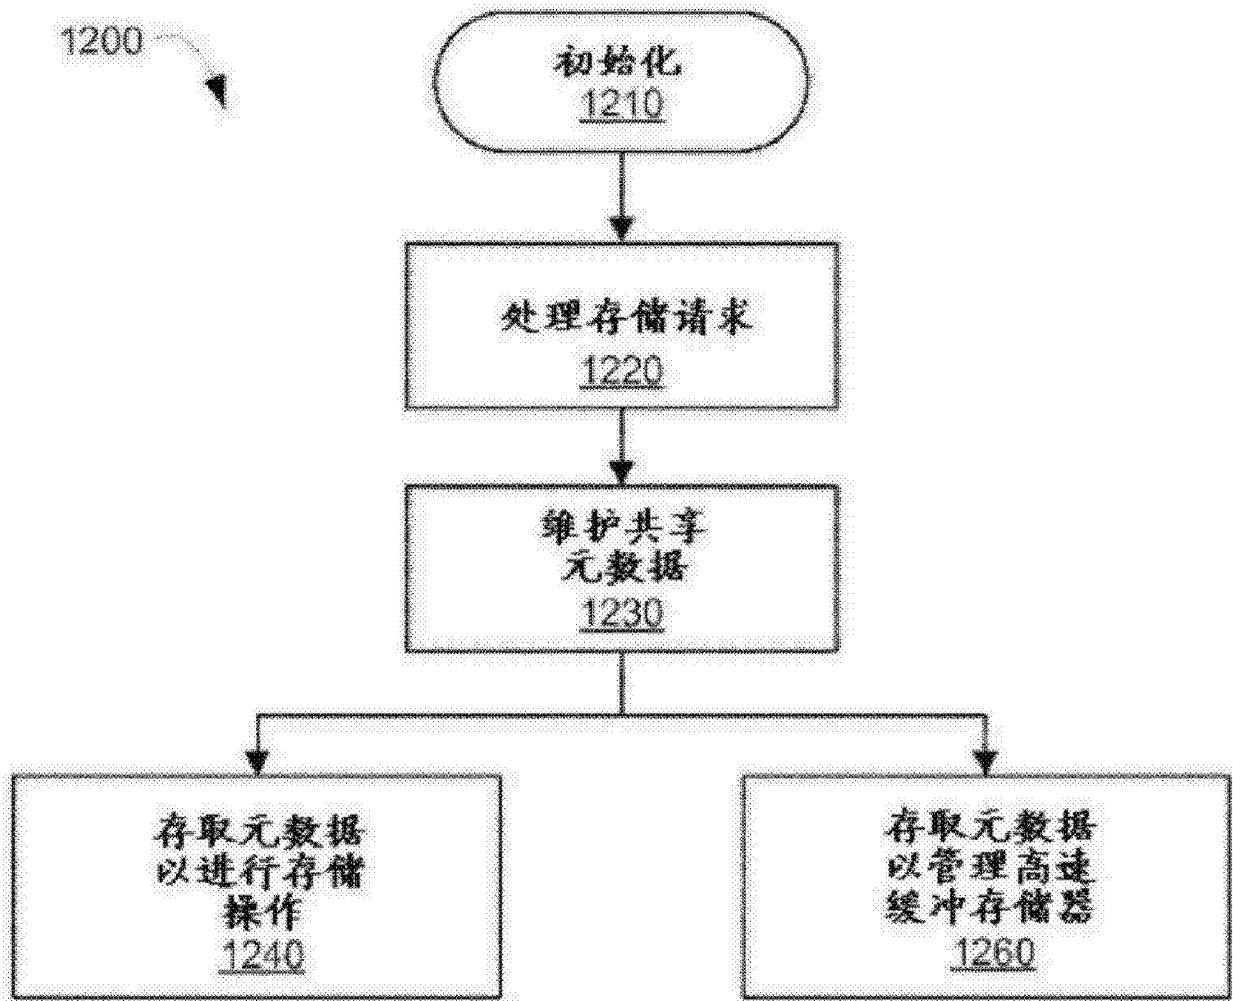 1200
初始化
1210
处理存储请求
1220
维护共享
元数据
1230
存取元数据
以进行存储
操作
1240
存取元数据
以管理高速
缓冲存储器
1260